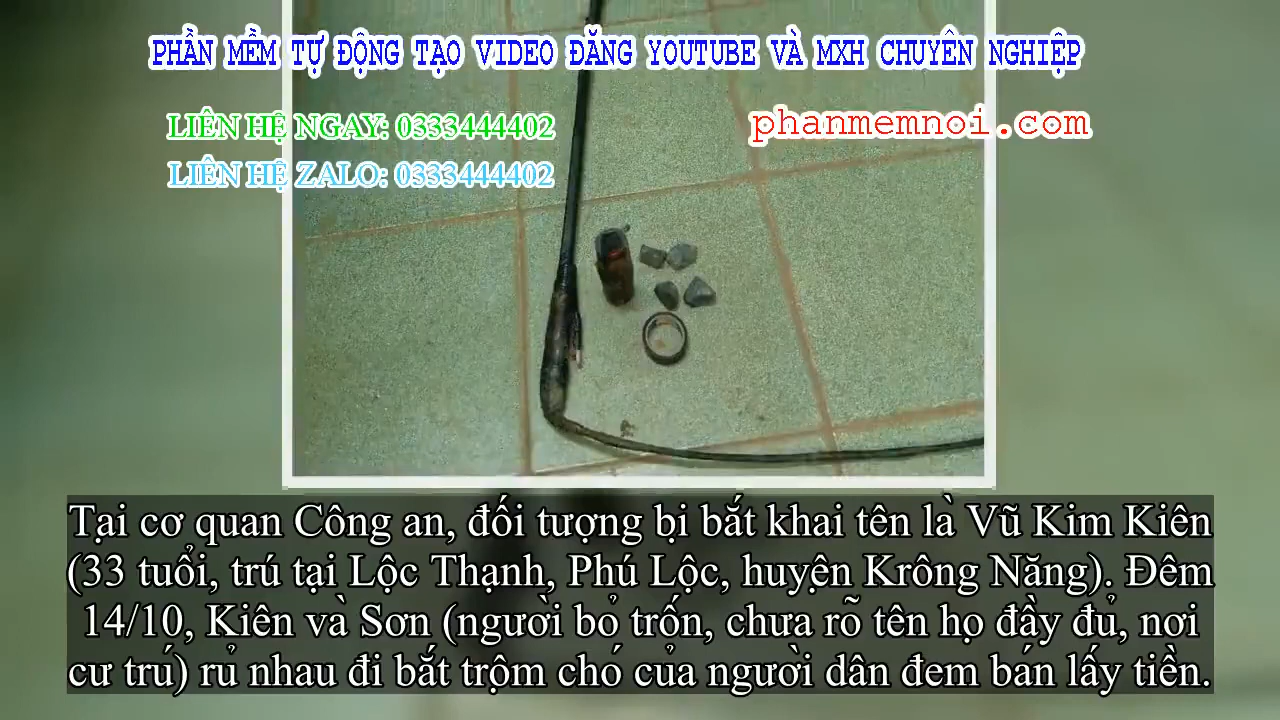 PHẦN MỀM TỰ ĐỘNG TẠO VIDEO ĐĂNG YOUTUBE VÀ MXH CHUYÊN NGHIỆP
LIÊN HỆ NGAY: 0333444402
phanmemnoi.com
LIÊN HỆ ZALO: 0333444402
Tại cơ quan Công an, đối tượng bị bắt khai tên là Vũ Kim Kiên
(33 tuổi, trú tại Lộc Thạnh, Phú Lộc, huyện Krông Năng). Đêm
14/10, Kiên và Sơn (người bỏ trốn, chưa rõ tên họ đầy đủ, nơi
cư trú) rủ nhau đi bắt trộm chó của người dân đem bán lấy tiền.